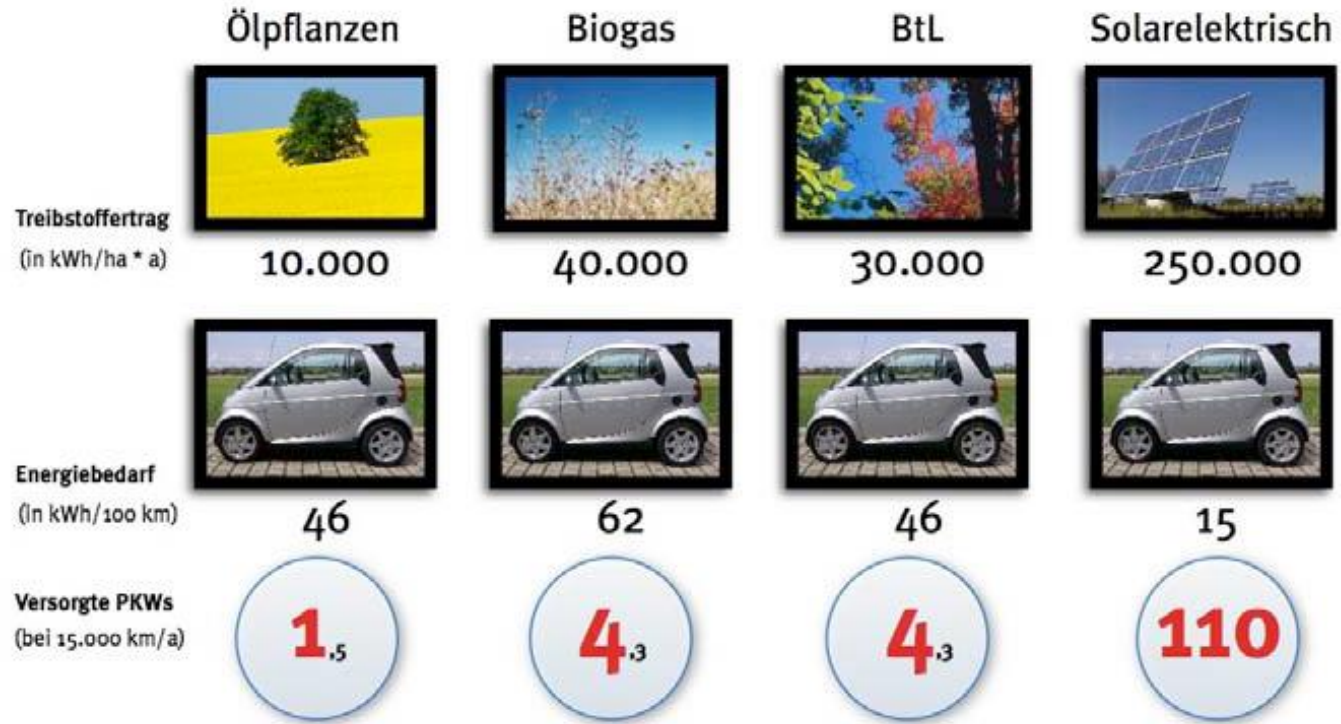 Ölpflanzen Biogas BtL Solarelektrisch
Treibstoffertrag
(in kWh/ha * a) 10.000 40.000 30.000 250.000
Energiebedarf
(in kWh/100 km) 46 62 46 15
Versorgte PKWs
(bei 15.000 km/a) 1,5 4,3 4,3 110